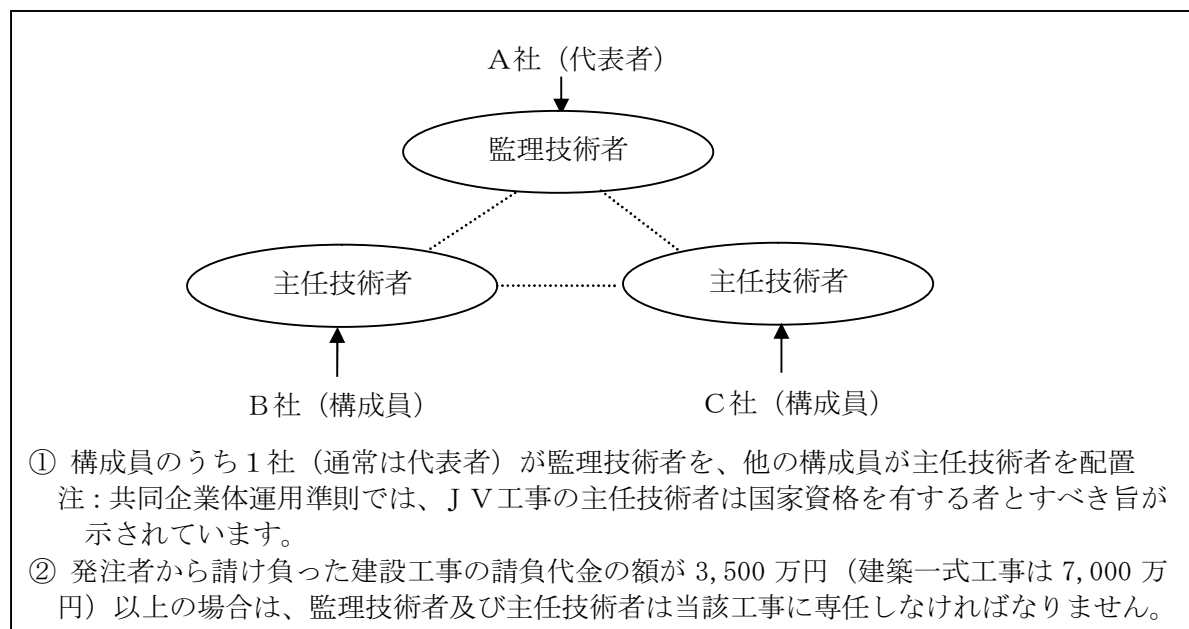 A社（代表者）
監理技術者
主任技術者
主任技術者
B社（構成員）
C社（構成員）
① 構成員のうち１社（通常は代表者）が監理技術者を、他の構成員が主任技術者を配置
注：共同企業体運用準則では、ＪＶ工事の主任技術者は国家資格を有する者とすべき旨が
示されています。
② 発注者から請け負った建設工事の請負代金の額が 3,500 万円（建築一式工事は 7,000 万
円）以上の場合は、監理技術者及び主任技術者は当該工事に専任しなければなりません。